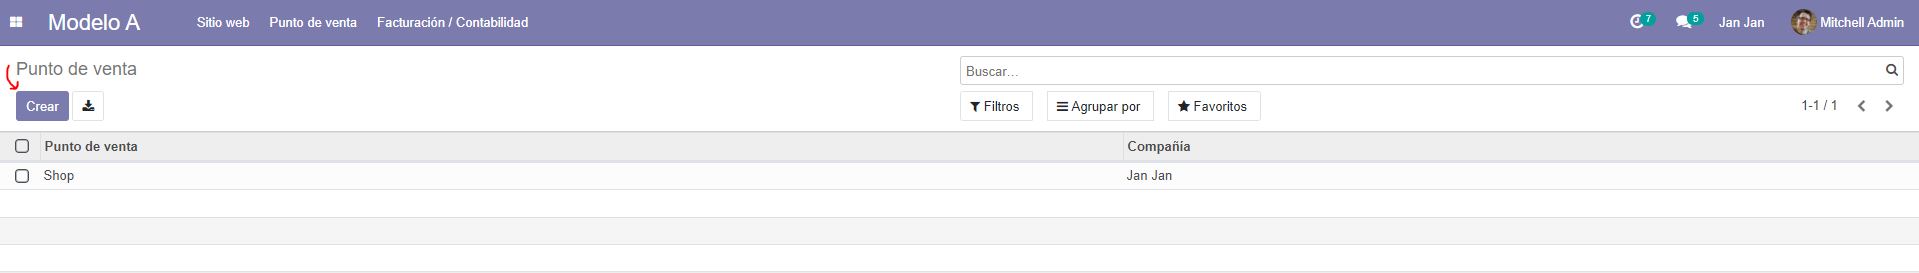 Modelo A Sitio web Punto de venta Facturación / Contabilidad 7 5 Jan Jan Mitchell Admin
Punto de venta Buscar...
Crear Filtros Agrupar por Favoritos 1-1 / 1
Punto de venta Compañía
Shop Jan Jan